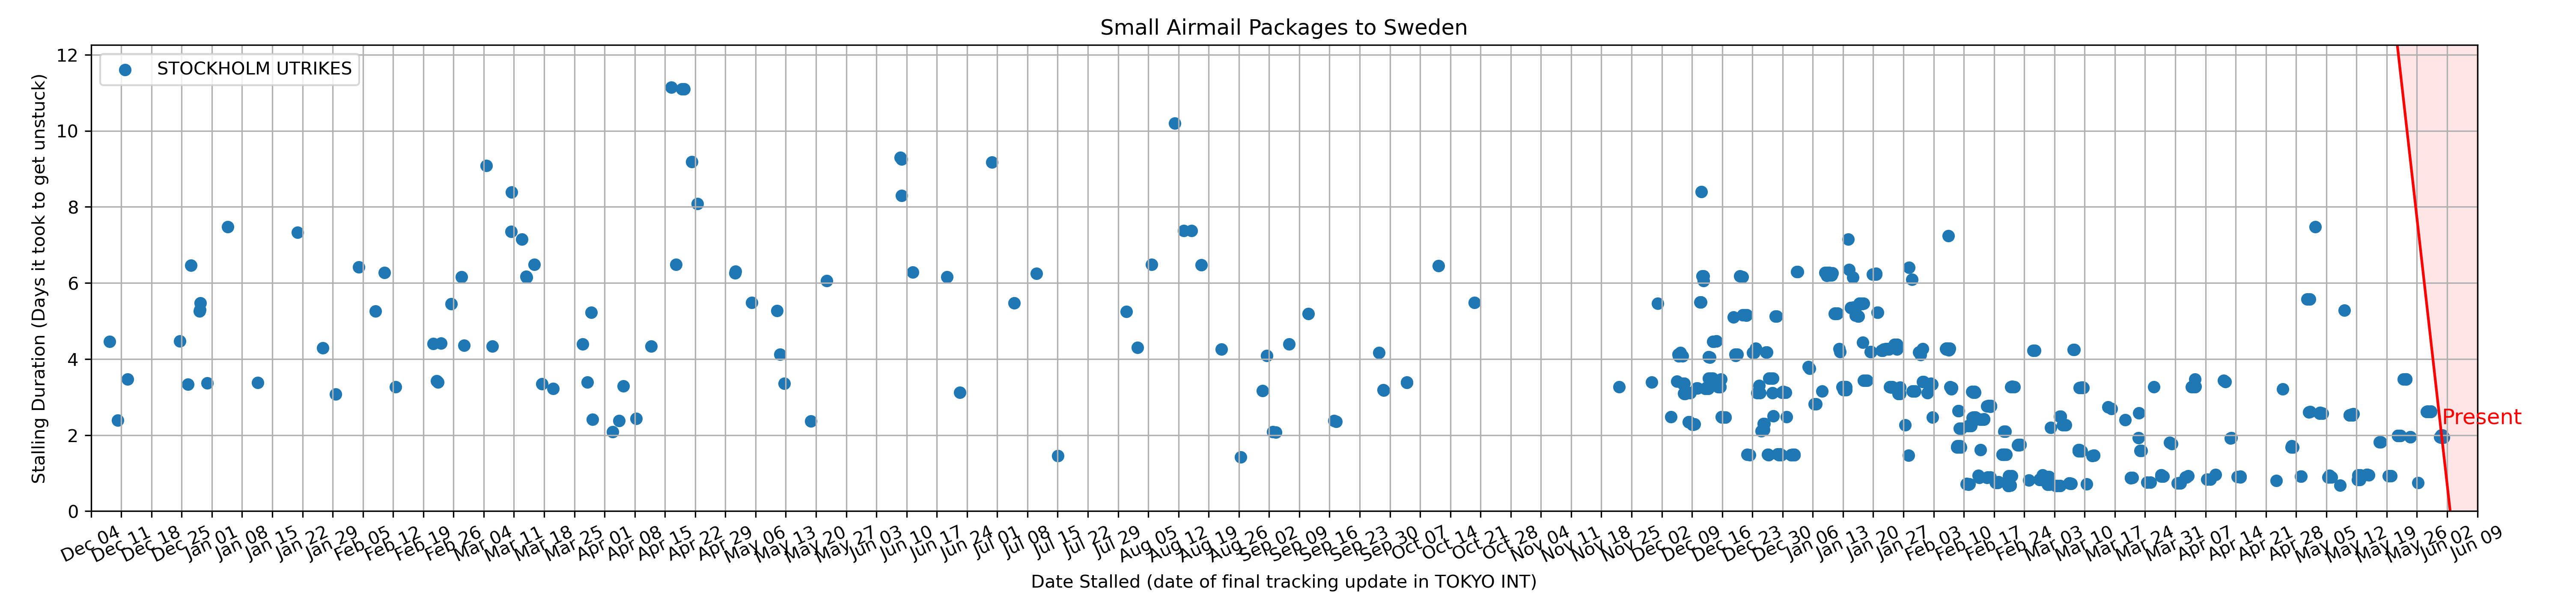 Small Airmail Packages to Sweden
STOCKHOLM UTRIKES
Stalling Duration (Days it took to get unstuck)
12
10
8
6
4
2
0
Present
Dec 04 Dec 11 Dec 18 Dec 25 Jan 01 Jan 08 Jan 15 Jan 22 Jan 29 Feb 05 Feb 12 Feb 19 Feb 26 Mar 04 Mar 11 Mar 18 Mar 25 Apr 01 Apr 08 Apr 15 Apr 22 Apr 29 May 06 May 13 May 20 May 27 Jun 03 Jun 10 Jun 17 Jun 24 Jul 01 Jul 08 Jul 15 Jul 22 Jul 29 Aug 05 Aug 12 Aug 19 Aug 26 Sep 02 Sep 09 Sep 16 Sep 23 Sep 30 Oct 07 Oct 14 Oct 21 Oct 28 Nov 04 Nov 11 Nov 18 Nov 25 Dec 02 Dec 09 Dec 16 Dec 23 Dec 30 Jan 06 Jan 13 Jan 20 Jan 27 Feb 03 Feb 10 Feb 17 Feb 24 Mar 03 Mar 10 Mar 17 Mar 24 Mar 31 Apr 07 Apr 14 Apr 21 Apr 28 May 05 May 12 May 19 May 26 Jun 02 Jun 09
Date Stalled (date of final tracking update in TOKYO INT)